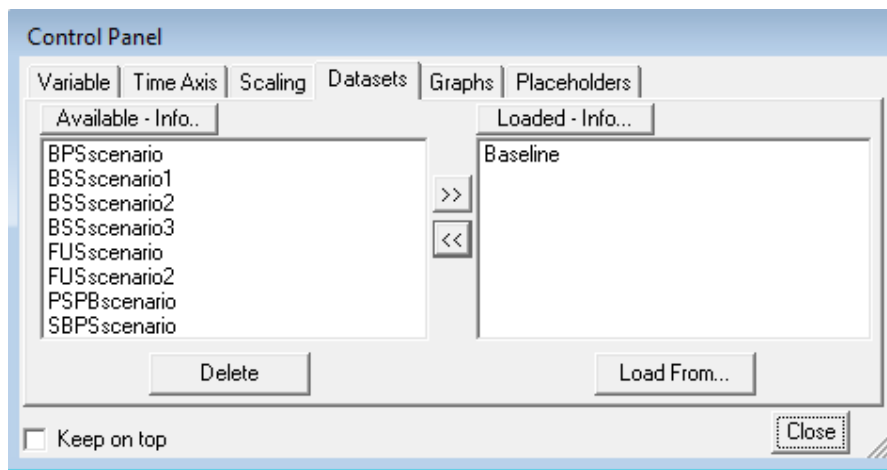 Control Panel
Variable Time Axis Scaling Datasets Graphs Placeholders
Available - Info.. Loaded - Info...
BPSscenario
BSSscenario1
BSSscenario2
BSSscenario3
FUSscenario
FUSscenario2
PSPBscenario
SBPSscenario
>>
<<
Baseline
Delete Load From...
Keep on top Close